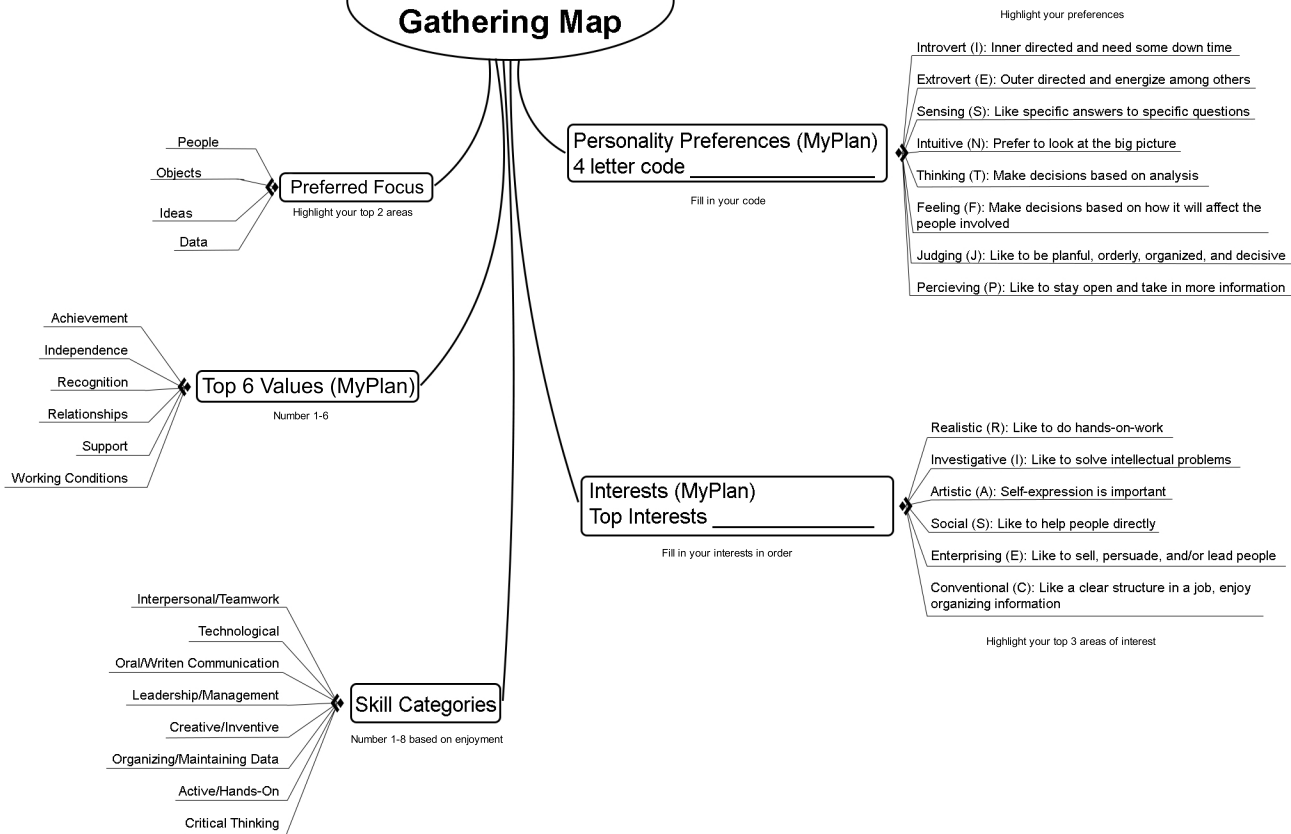 Gathering Map
Highlight your preferences
Introvert (I): Inner directed and need some down time
Extrovert (E): Outer directed and energize among others
Sensing (S): Like specific answers to specific questions
Intuitive (N): Prefer to look at the big picture
Thinking (T): Make decisions based on analysis
Feeling (F): Make decisions based on how it will affect the
people involved
Judging (J): Like to be planful, orderly, organized, and decisive
Percieving (P): Like to stay open and take in more information
Personality Preferences (MyPlan)
4 letter code
Fill in your code
People
Objects
Ideas
Data
Preferred Focus
Highlight your top 2 areas
Achievement
Independence
Recognition
Relationships
Support
Working Conditions
Top 6 Values (MyPlan)
Number 1-6
Interests (MyPlan)
Top Interests
Fill in your interests in order
Realistic (R): Like to do hands-on-work
Investigative (I): Like to solve intellectual problems
Artistic (A): Self-expression is important
Social (S): Like to help people directly
Enterprising (E): Like to sell, persuade, and/or lead people
Conventional (C): Like a clear structure in a job, enjoy
organizing information
Highlight your top 3 areas of interest
Interpersonal/Teamwork
Technological
Oral/Writen Communication
Leadership/Management
Creative/Inventive
Organizing/Maintaining Data
Active/Hands-On
Critical Thinking
Skill Categories
Number 1-8 based on enjoyment